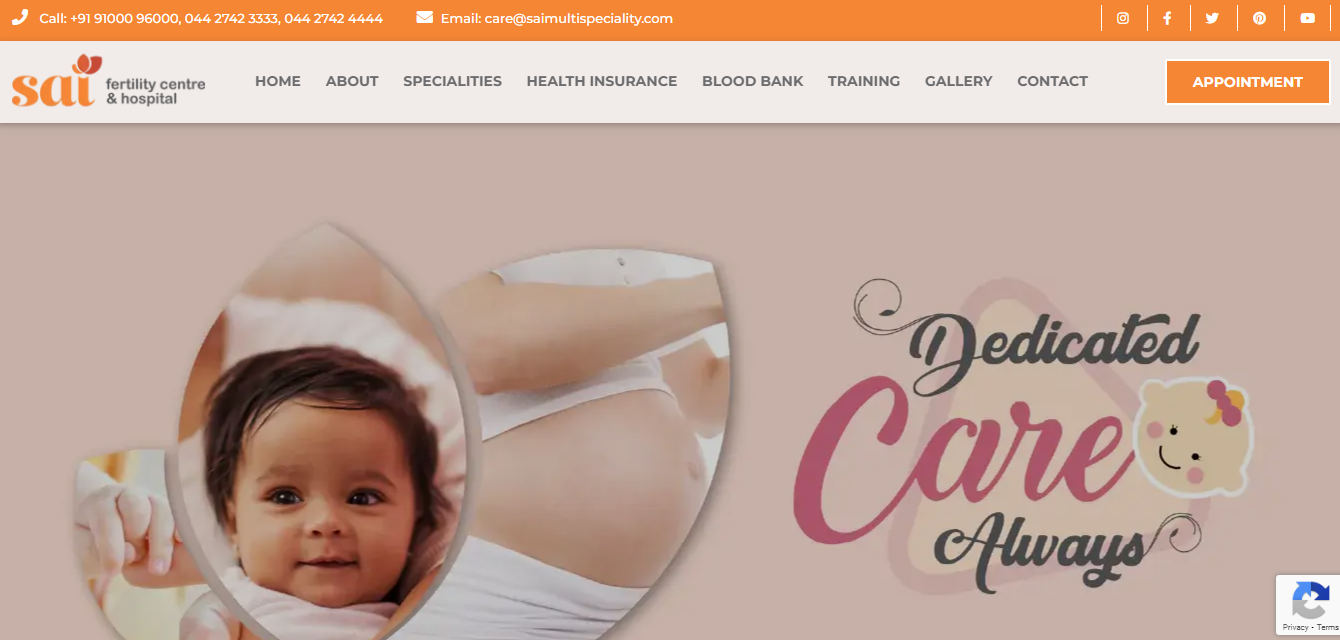 Call: +91 91000 96000, 044 2742 3333, 044 2742 4444 Email: care@saimultispeciality.com
sai fertility centre
& hospital
HOME ABOUT SPECIALITIES HEALTH INSURANCE BLOOD BANK TRAINING GALLERY CONTACT APPOINTMENT
Dedicated
Care
Always
Privacy - Terms